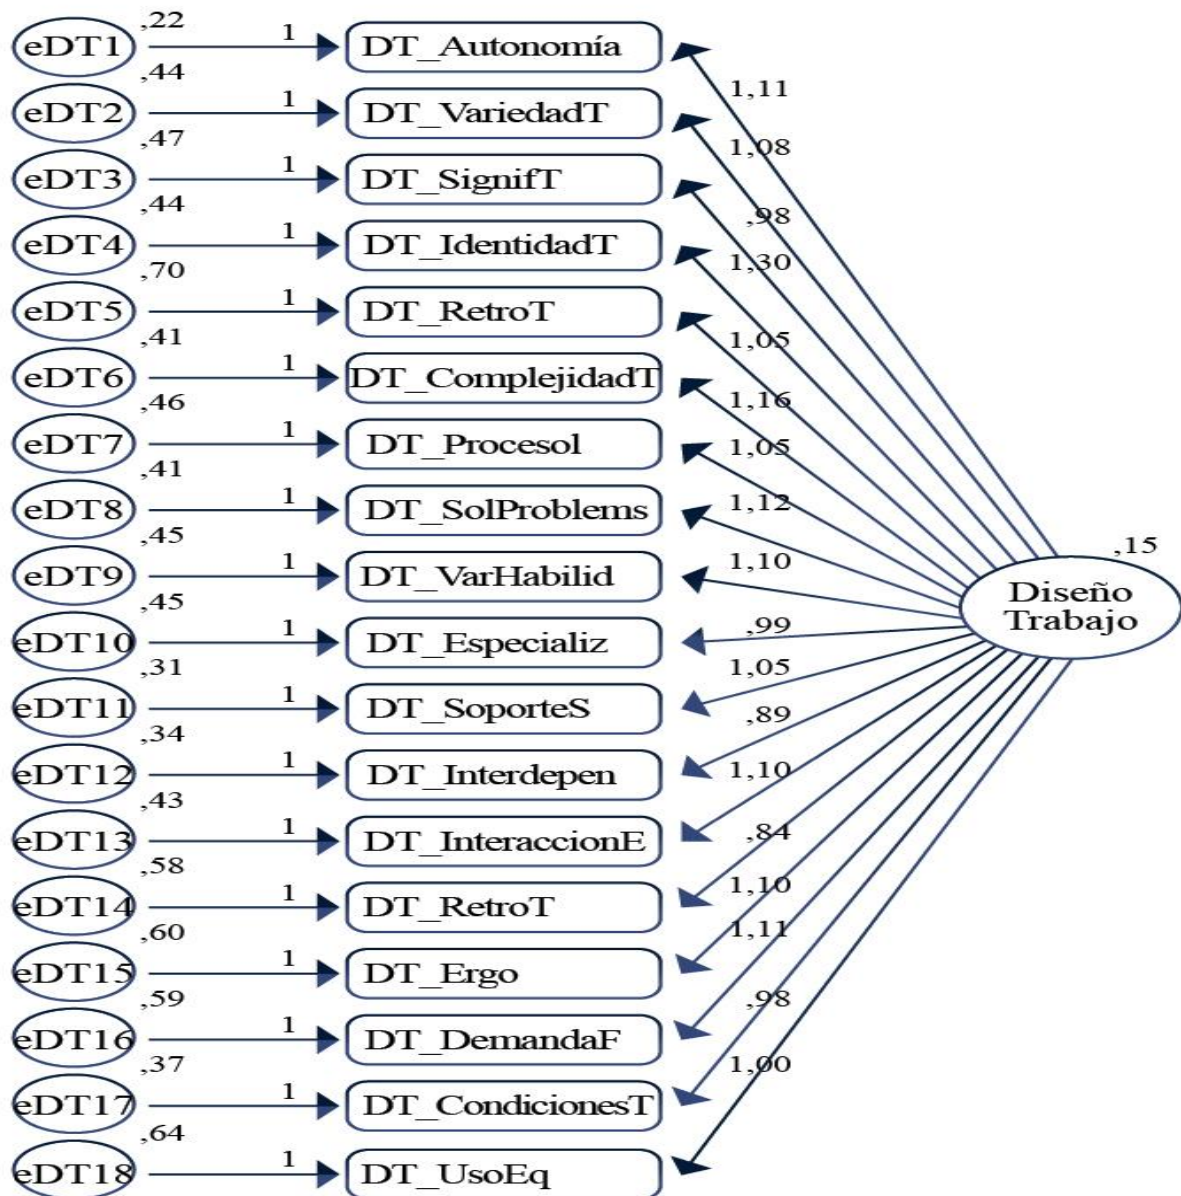 ,22
eDT1 1 DT_Autonomía
,44
1,11
eDT2 1 DT_VariedadT
,47
1,08
eDT3 1 DT_SignifT
,44
,98
eDT4 1 DT_IdentidadT
,70
1,30
eDT5 1 DT_RetroT
,41
1,05
eDT6 1 DT_ComplejidadT
,46
1,16
eDT7 1 DT_Procesol
1,05
,41
eDT8 1 DT_SolProblems
1,12
,45
,15
eDT9 1 DT_VarHabilid
1,10
Diseño
Trabajo
,45
eDT10 1 DT_Especializ
,99
,31
1,05
eDT11 1 DT_SoporteS
,89
,34
eDT12 1 DT_Interdepen
1,10
,43
eDT13 1 DT_InteraccionE
,84
,58
1,10
eDT14 1 DT_RetroT
,60
1,11
eDT15 1 DT_Ergo
,59
,98
eDT16 1 DT_DemandaF
,37
1,00
eDT17 1 DT_CondicionesT
,64
eDT18 1 DT_UsoEq